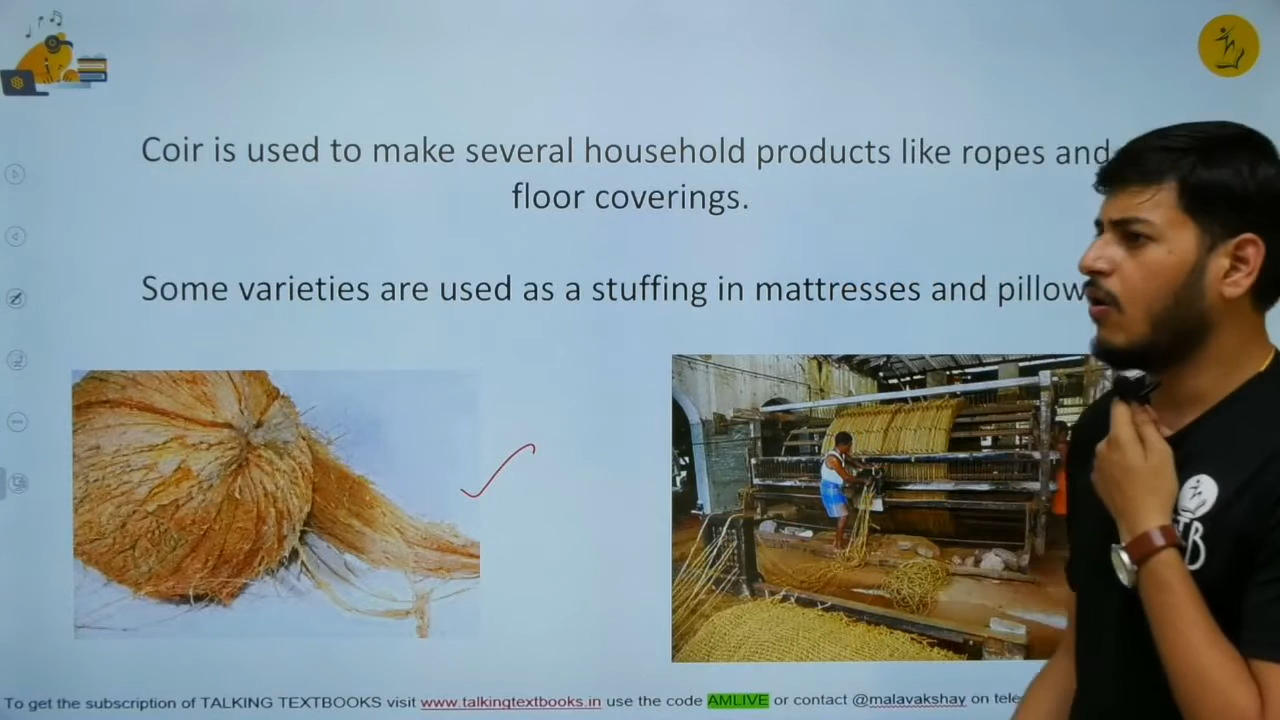 Coir is used to make several household products like ropes and
floor coverings.
Some varieties are used as a stuffing in mattresses and pillow
TB
To get the subscription of TALKING TEXTBOOKS visit www.talkingtextbooks.in use the code AMLIVE or contact @malavakshay on tele